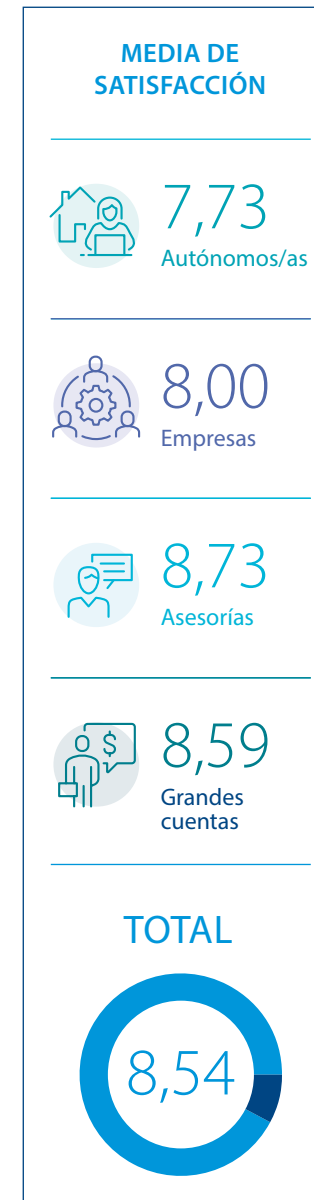 MEDIA DE
SATISFACCIÓN
7,73
Autónomos/as
8,00
Empresas
8,73
Asesorías
$
8,59
Grandes
cuentas
TOTAL
8,54